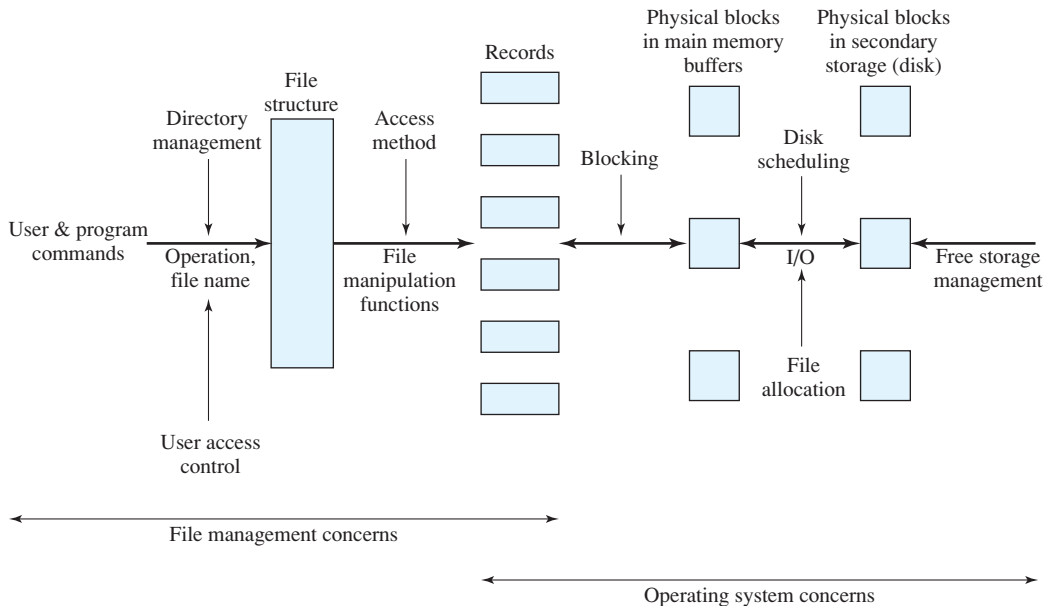 Physical blocks
in main memory
buffers
Physical blocks
in secondary
storage (disk)
Records
File
structure
Directory
management
Access
method
Blocking
Disk
scheduling
User & program
commands
Operation,
file name
File
manipulation
functions
I/O
Free storage
management
File
allocation
User access
control
File management concerns
Operating system concerns